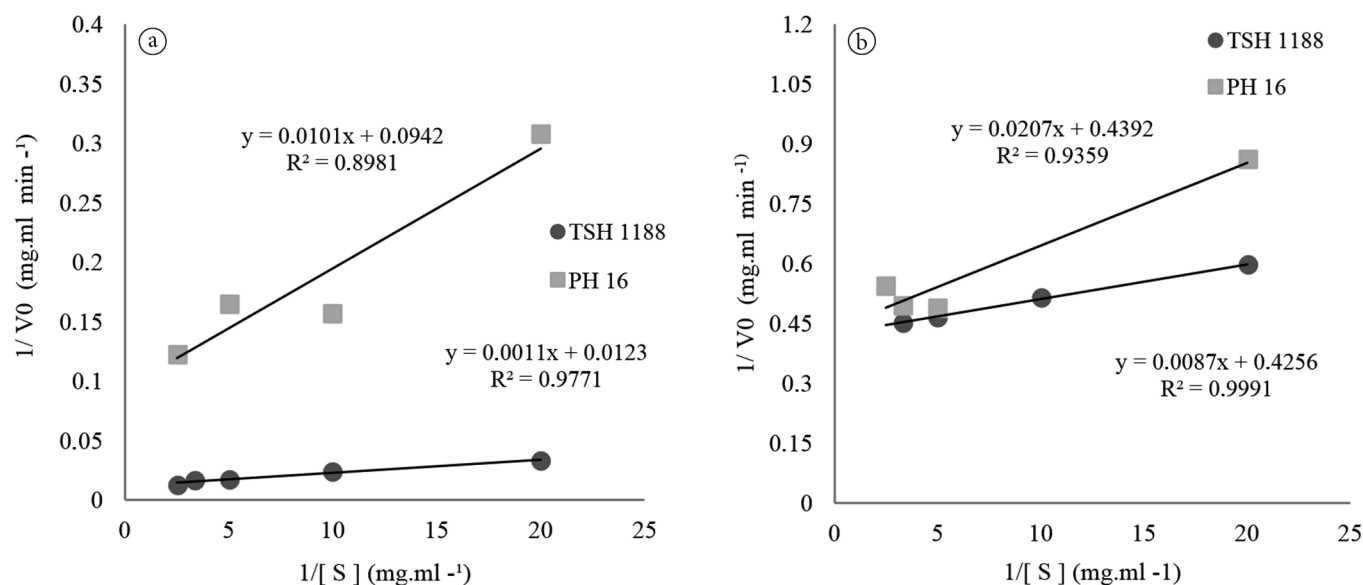 a
0.4
0.35
0.3
0.25
0.2
0.15
0.1
0.05
0
1/ V0 (mg.ml min -¹)
y = 0.0101x + 0.0942
R² = 0.8981
TSH 1188
PH 16
y = 0.0011x + 0.0123
R² = 0.9771
0 5 10 15 20 25
1/[ S ] (mg.ml -¹)
b
1.2
1.05
0.9
0.75
0.6
0.45
0.3
0.15
0
1/ V0 (mg.ml min -¹)
TSH 1188
PH 16
y = 0.0207x + 0.4392
R² = 0.9359
y = 0.0087x + 0.4256
R² = 0.9991
0 5 10 15 20 25
1/[ S ] (mg.ml -1)